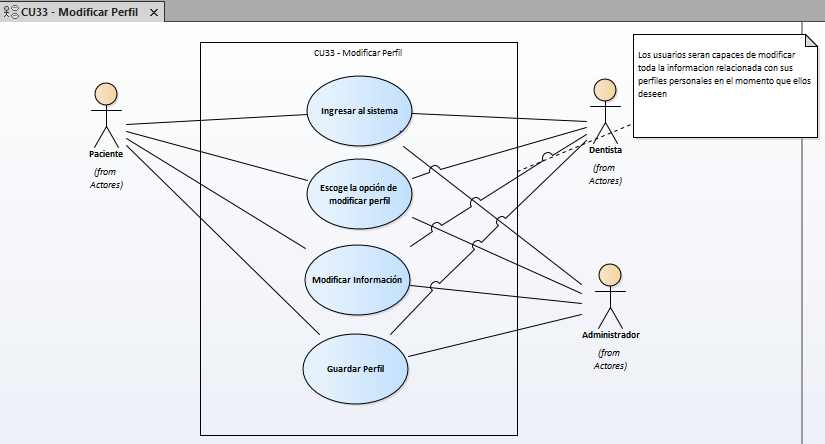 CU33 - Modificar Perfil
CU33 - Modificar Perfil
Los usuarios seran capaces de modificar
toda la informacion relacionada con sus
perfiles personales en el momento que ellos
deseen
Ingresar al sistema
Paciente
(from
Actores)
Dentista
(from
Actores)
Escoge la opción de
modificar perfil
Modificar Información
Administrador
(from
Actores)
Guardar Perfil